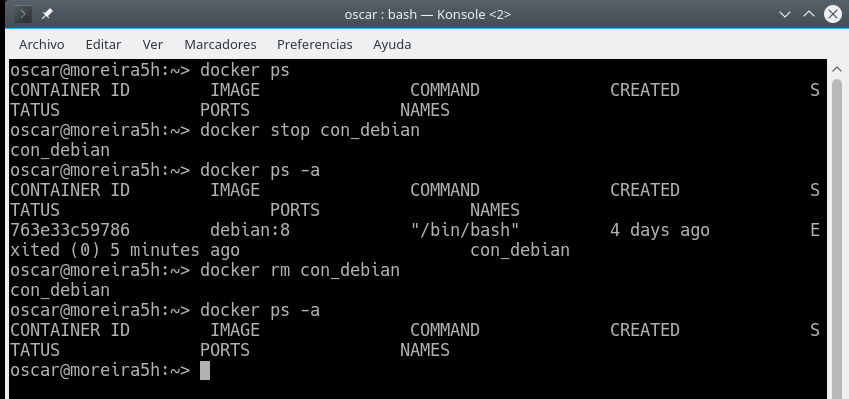 oscar : bash — Konsole <2>
Archivo Editar Ver Marcadores Preferencias Ayuda
oscar@moreira5h:~> docker ps
CONTAINER ID        IMAGE               COMMAND             CREATED             S
TATUS              PORTS               NAMES
oscar@moreira5h:~> docker stop con_debian
con_debian
oscar@moreira5h:~> docker ps -a
CONTAINER ID        IMAGE               COMMAND             CREATED             S
TATUS                     PORTS               NAMES
763e33c59786        debian:8            "/bin/bash"         4 days ago          E
xited (0) 5 minutes ago                       con_debian
oscar@moreira5h:~> docker rm con_debian
con_debian
oscar@moreira5h:~> docker ps -a
CONTAINER ID        IMAGE               COMMAND             CREATED             S
TATUS              PORTS               NAMES
oscar@moreira5h:~>